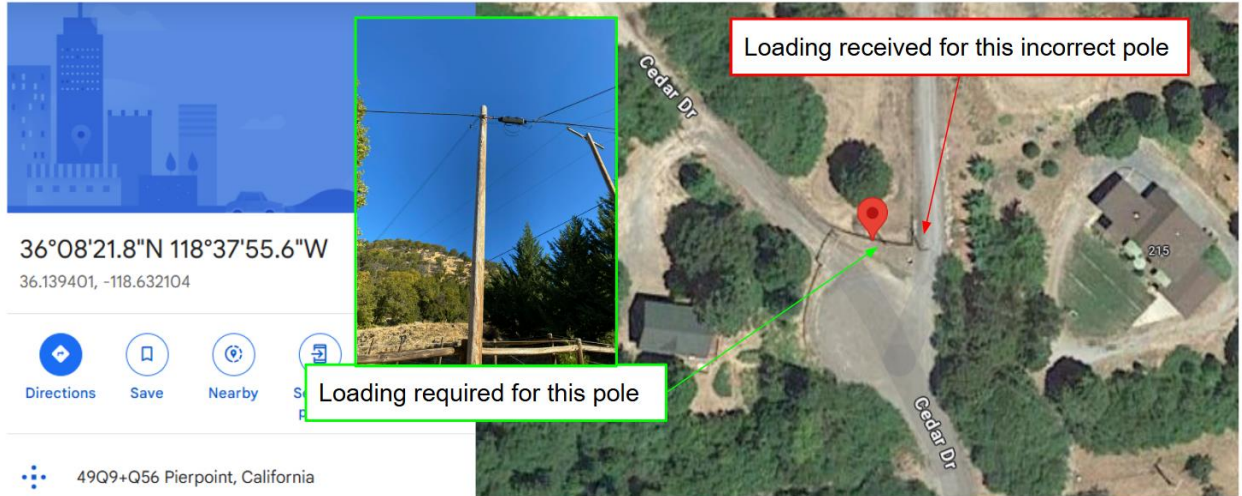 Loading received for this incorrect pole
Cedar Dr
36°08'21.8"N 118°37'55.6"W
36.139401, -118.632104
215
Directions
Save
Nearby
Loading required for this pole
Cedar Dr
49Q9+Q56 Pierpoint, California